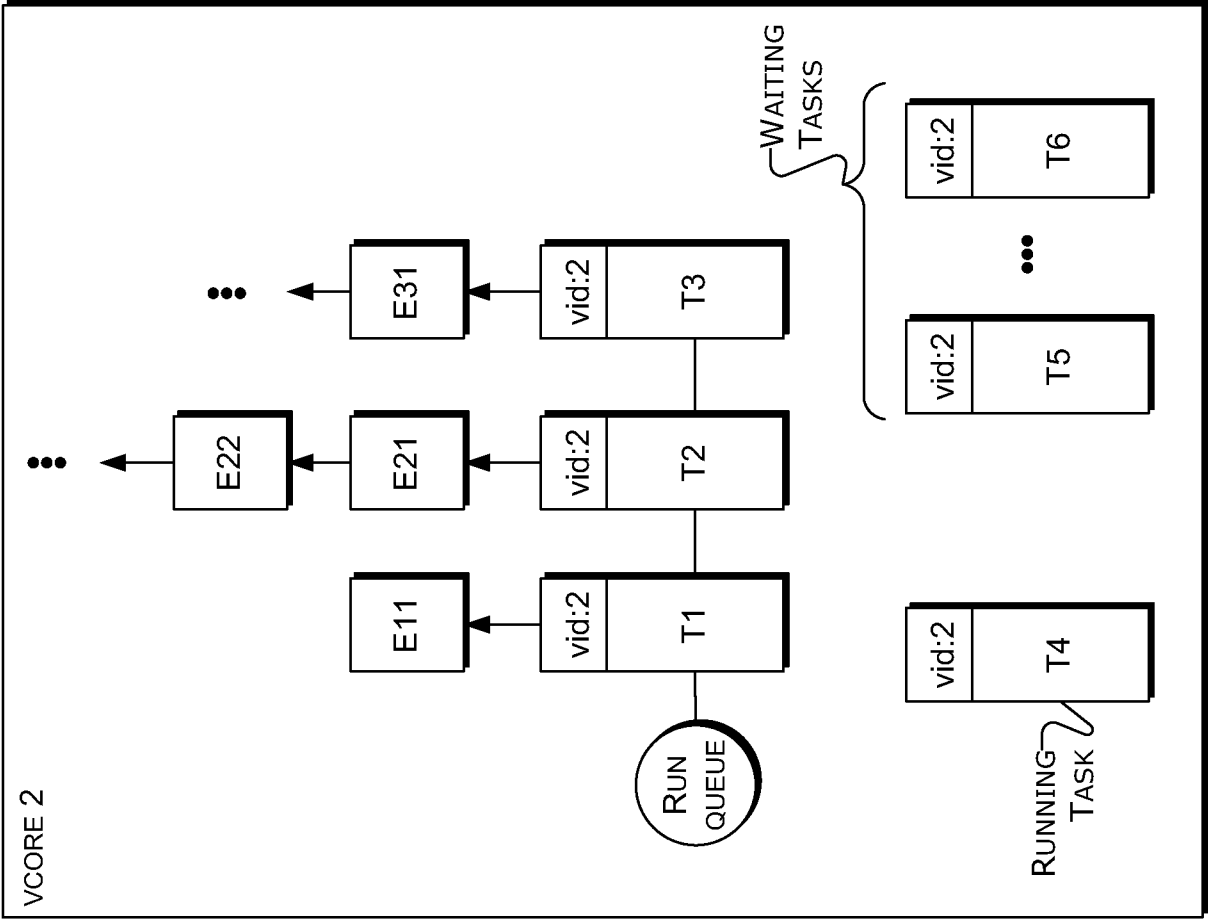 VCORE 2
E22
E11
E21
E31
vid:2
T1
vid:2
T2
vid:2
T3
RUN
QUEUE
WAITING
TASKS
RUNNING
TASK
vid:2
T4
vid:2
T5
vid:2
T6